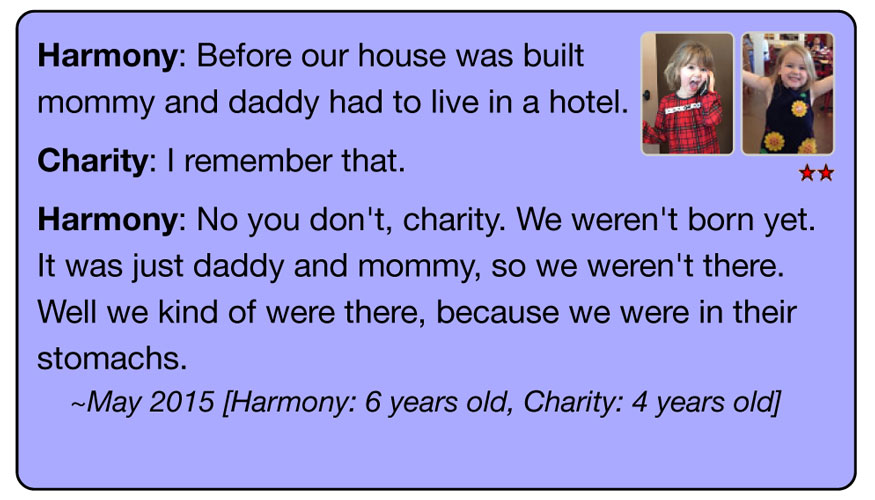 Harmony: Before our house was built
mommy and daddy had to live in a hotel.
Charity: I remember that.
Harmony: No you don't, charity. We weren't born yet.
It was just daddy and mommy, so we weren't there.
Well we kind of were there, because we were in their
stomachs.
~May 2015 [Harmony: 6 years old, Charity: 4 years old]